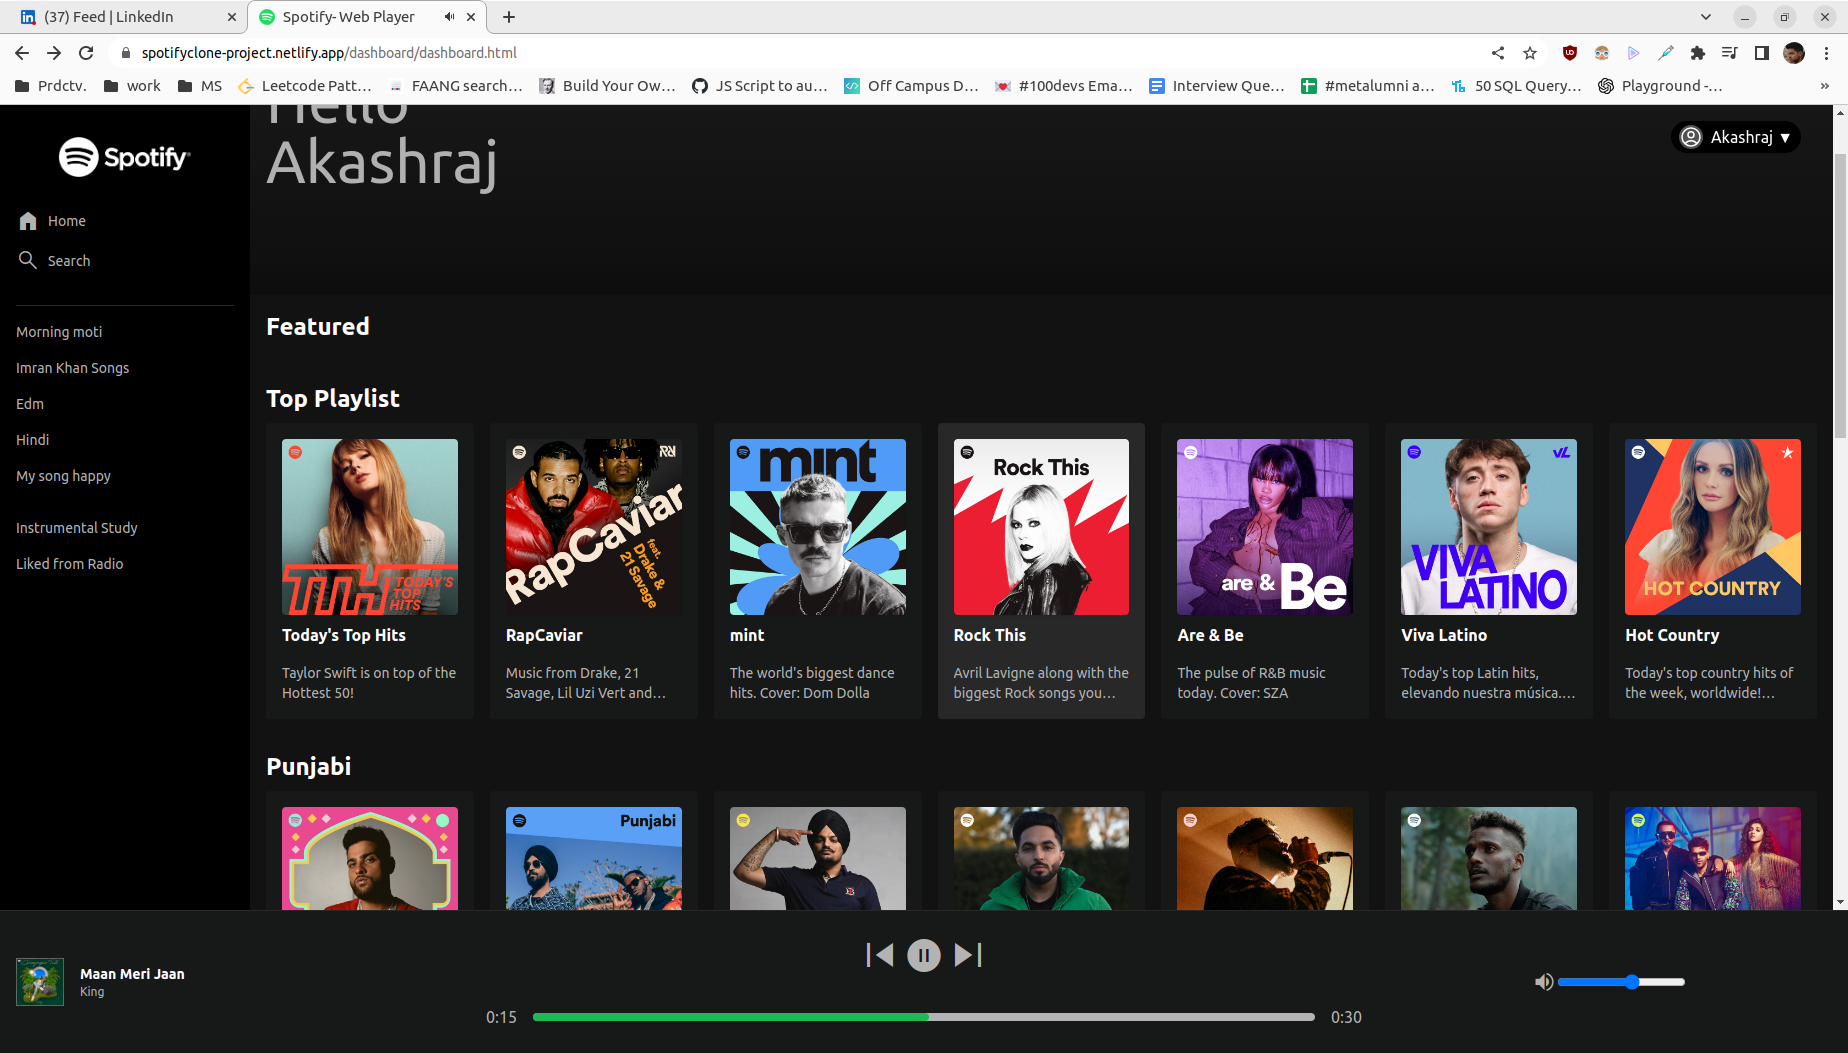 (37) Feed | LinkedIn
Spotify- Web Player
spotifyclone-project.netlify.app/dashboard/dashboard.html
Prdctv.
work
MS
Leetcode Patt...
FAANG search...
Build Your Ow...
JS Script to au...
Off Campus D...
#100devs Ema...
Interview Que...
#metalumni a...
50 SQL Query...
Playground -...
Spotify
Home
Search
Morning moti
Imran Khan Songs
Edm
Hindi
My song happy
Instrumental Study
Liked from Radio
Hello
Akashraj
Akashraj ▼
Featured
Top Playlist
TTH TODAY'S
TOP
HITS
Today's Top Hits
Taylor Swift is on top of the
Hottest 50!
RapCaviar
feat.
Drake &
21 Savage
RapCaviar
Music from Drake, 21
Savage, Lil Uzi Vert and...
mint
mint
The world's biggest dance
hits. Cover: Dom Dolla
Rock This
Rock This
Avril Lavigne along with the
biggest Rock songs you...
are & Be
Are & Be
The pulse of R&B music
today. Cover: SZA
VL
VIVA
LATINO
Viva Latino
Today's top Latin hits,
elevando nuestra música....
HOT COUNTRY
Hot Country
Today's top country hits of
the week, worldwide!...
Punjabi
Punjabi
Maan Meri Jaan
King
0:15
0:30